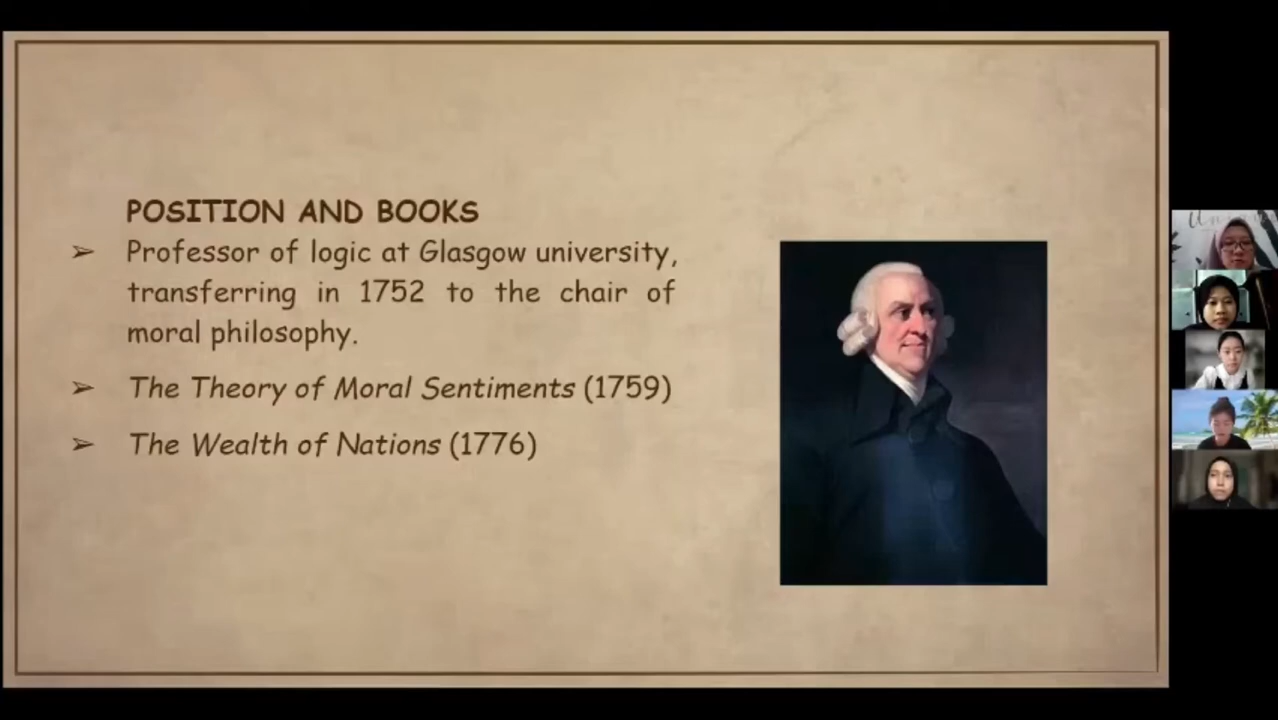 POSITION AND BOOKS
➢ Professor of logic at Glasgow university,
transferring in 1752 to the chair of
moral philosophy.
➢ The Theory of Moral Sentiments (1759)
➢ The Wealth of Nations (1776)